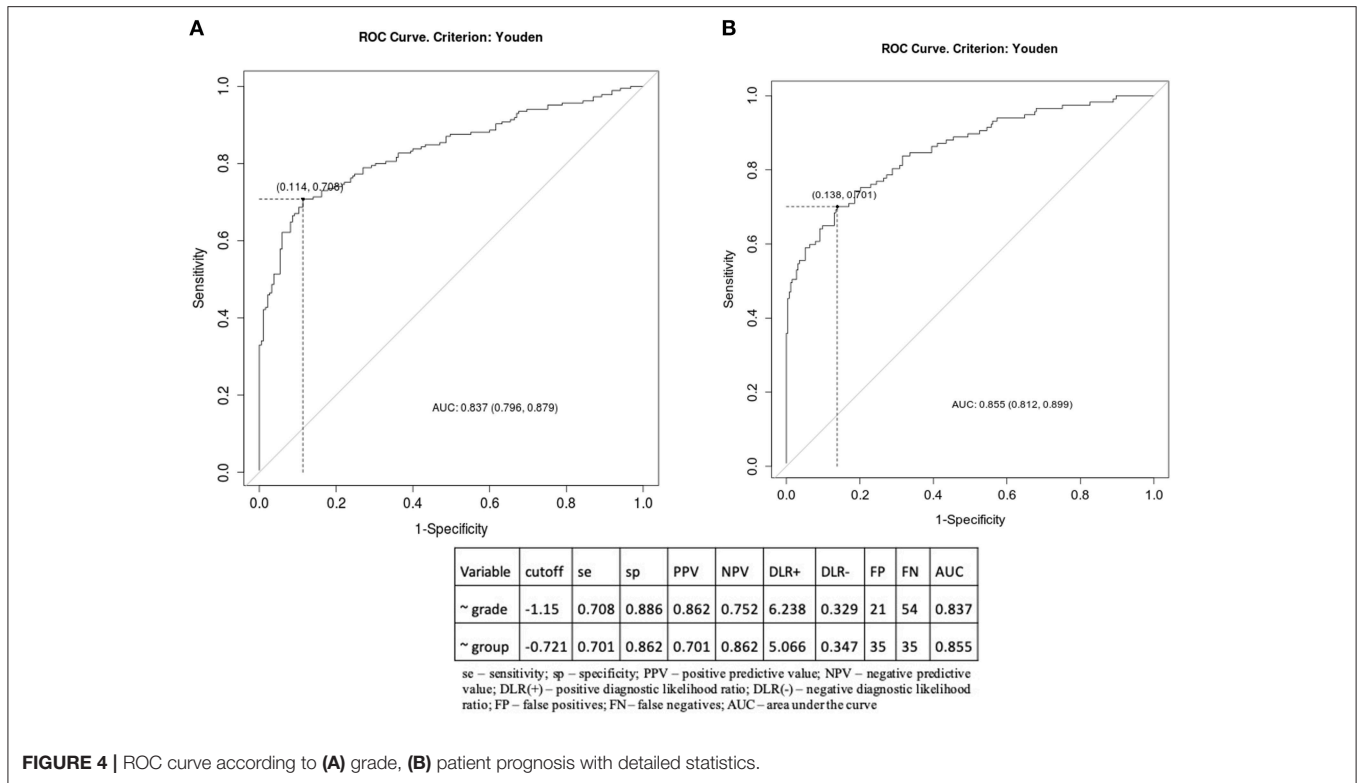 A
ROC Curve. Criterion: Youden
1.0
0.8
0.6
0.4
0.2
0.0
Sensitivity
(0.114, 0.708)
AUC: 0.837 (0.796, 0.879)
0.0 0.2 0.4 0.6 0.8 1.0
1-Specificity
B
ROC Curve. Criterion: Youden
1.0
0.8
0.6
0.4
0.2
0.0
Sensitivity
(0.138, 0.701)
AUC: 0.855 (0.812, 0.899)
0.0 0.2 0.4 0.6 0.8 1.0
1-Specificity
Variable cutoff se sp PPV NPV DLR+ DLR- FP FN AUC
~ grade -1.15 0.708 0.886 0.862 0.752 6.238 0.329 21 54 0.837
~ group -0.721 0.701 0.862 0.701 0.862 5.066 0.347 35 35 0.855
se – sensitivity; sp – specificity; PPV – positive predictive value; NPV – negative predictive
value; DLR(+) – positive diagnostic likelihood ratio; DLR(-) – negative diagnostic likelihood
ratio; FP – false positives; FN – false negatives; AUC – area under the curve
FIGURE 4 | ROC curve according to (A) grade, (B) patient prognosis with detailed statistics.